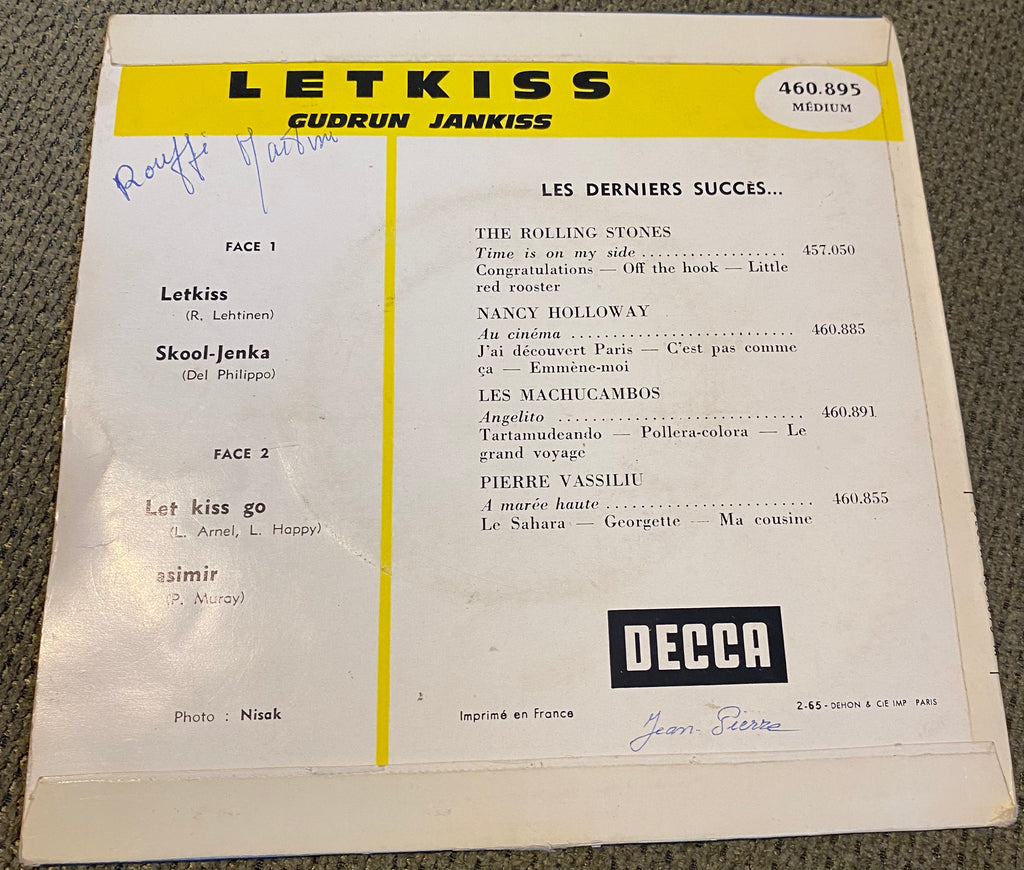 LETKISS
GUDRUN JANKISS
460.895
MÉDIUM
Rouffi
FACE 1
Letkiss
(R. Lehtinen)
Skool-Jenka
(Del Philippo)
FACE 2
Let kiss go
(L. Arnel, L. Happy)
asimir
(P. Muray)
Photo : Nisak
LES DERNIERS SUCCÈS...
THE ROLLING STONES
Time is on my side .................. 457.050
Congratulations — Off the hook — Little
red rooster
NANCY HOLLOWAY
Au cinéma ............................ 460.885
J'ai découvert Paris — C'est pas comme
ça — Emmène-moi
LES MACHUCAMBOS
Angelito ............................ 460.891
Tartamudeando — Pollera-colora — Le
grand voyage
PIERRE VASSILIU
A marée haute ........................ 460.855
Le Sahara — Georgette — Ma cousine
DECCA
Imprimé en France
2-65 - DEHON & CIE IMP PARIS
Jean-Pierre